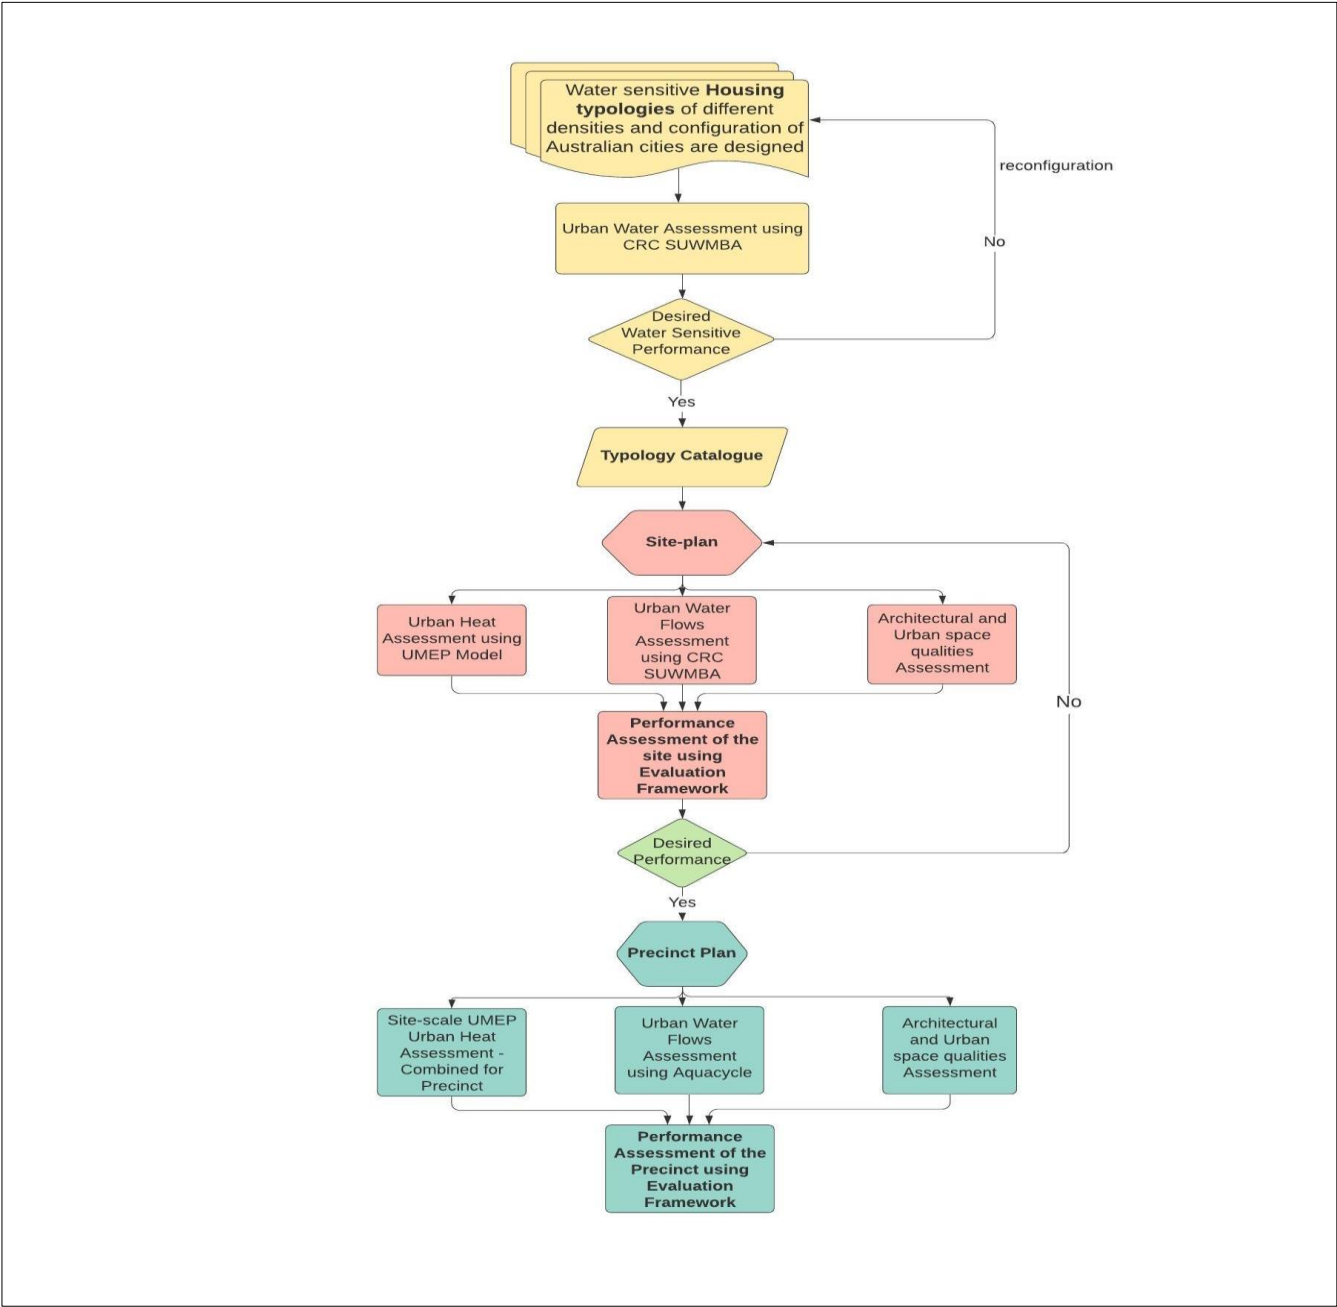 Water sensitive Housing
typologies of different
densities and configuration of
Australian cities are designed
reconfiguration
Urban Water Assessment using
CRC SUWMBA
No
Desired
Water Sensitive
Performance
Yes
Typology Catalogue
Site-plan
Urban Heat
Assessment using
UMEP Model
Urban Water
Flows
Assessment
using CRC
SUWMBA
Architectural and
Urban space
qualities
Assessment
No
Performance
Assessment of the
site using
Evaluation
Framework
Desired
Performance
Yes
Precinct Plan
Site-scale UMEP
Urban Heat
Assessment -
Combined for
Precinct
Urban Water
Flows
Assessment
using Aquacycle
Architectural
and Urban
space qualities
Assessment
Performance
Assessment of the
Precinct using
Evaluation
Framework